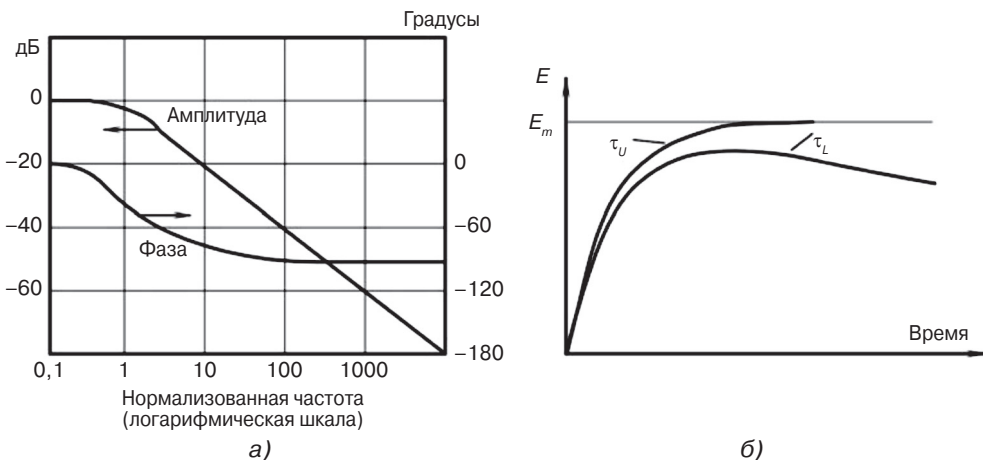 Градусы
дБ
0
−20
−40
−60
Амплитуда
Фаза
0
−60
−120
−180
0,1
1
10
100
1000
Нормализованная частота
(логарифмическая шкала)
а)
E
Eₘ
τ_U
τ_L
Время
б)